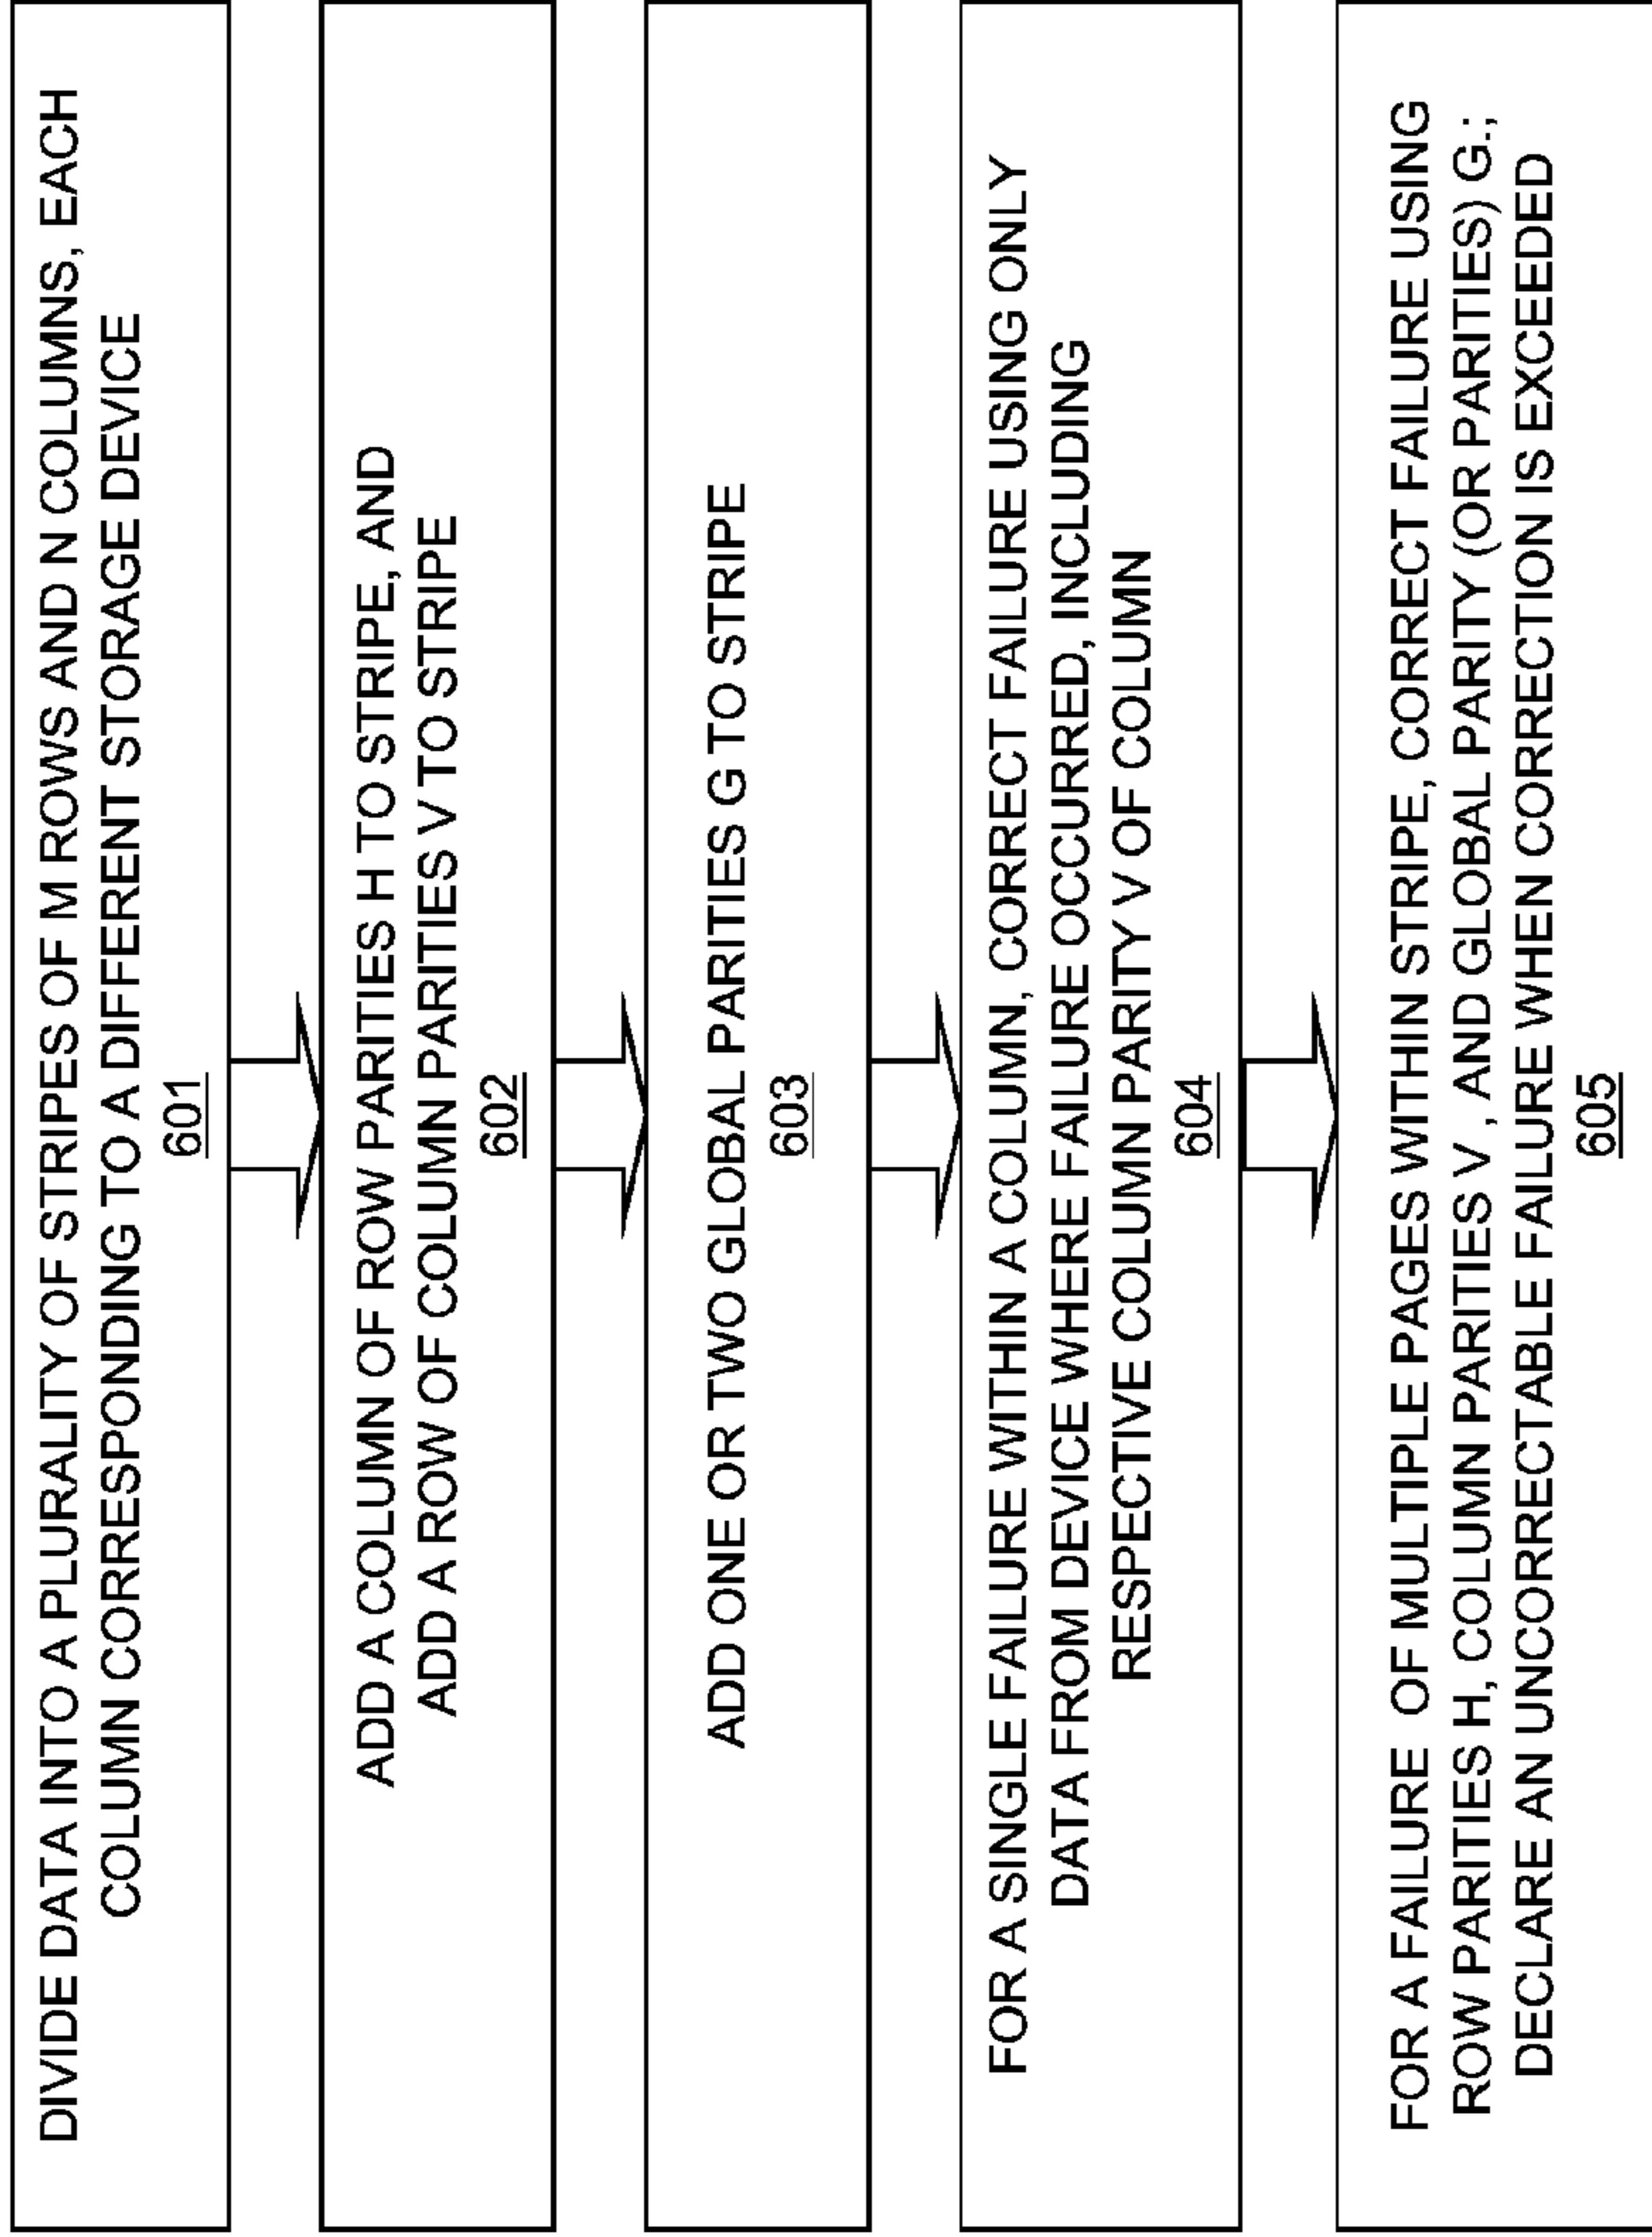 DIVIDE DATA INTO A PLURALITY OF STRIPES OF M ROWS AND N COLUMNS, EACH
COLUMN CORRESPONDING TO A DIFFERENT STORAGE DEVICE
601
ADD A COLUMN OF ROW PARITIES H TO STRIPE, AND
ADD A ROW OF COLUMN PARITIES V TO STRIPE
602
ADD ONE OR TWO GLOBAL PARITIES G TO STRIPE
603
FOR A SINGLE FAILURE WITHIN A COLUMN, CORRECT FAILURE USING ONLY
DATA FROM DEVICE WHERE FAILURE OCCURRED, INCLUDING
RESPECTIVE COLUMN PARITY V OF COLUMN
604
FOR A FAILURE OF MULTIPLE PAGES WITHIN STRIPE, CORRECT FAILURE USING
ROW PARITIES H, COLUMN PARITIES V , AND GLOBAL PARITY (OR PARITIES) G.;
DECLARE AN UNCORRECTABLE FAILURE WHEN CORRECTION IS EXCEEDED
605